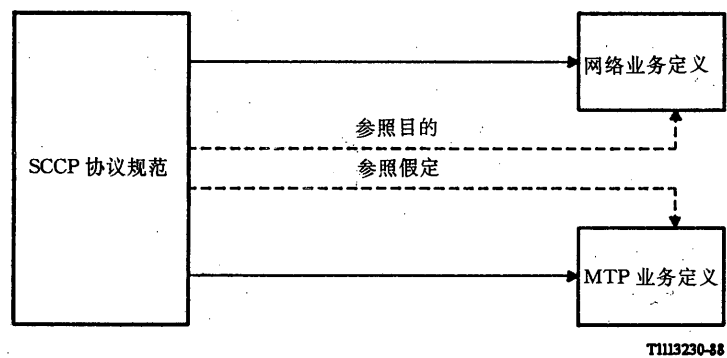 网络业务定义
参照目的
SCCP 协议规范
参照假定
MTP 业务定义
T1113230-88